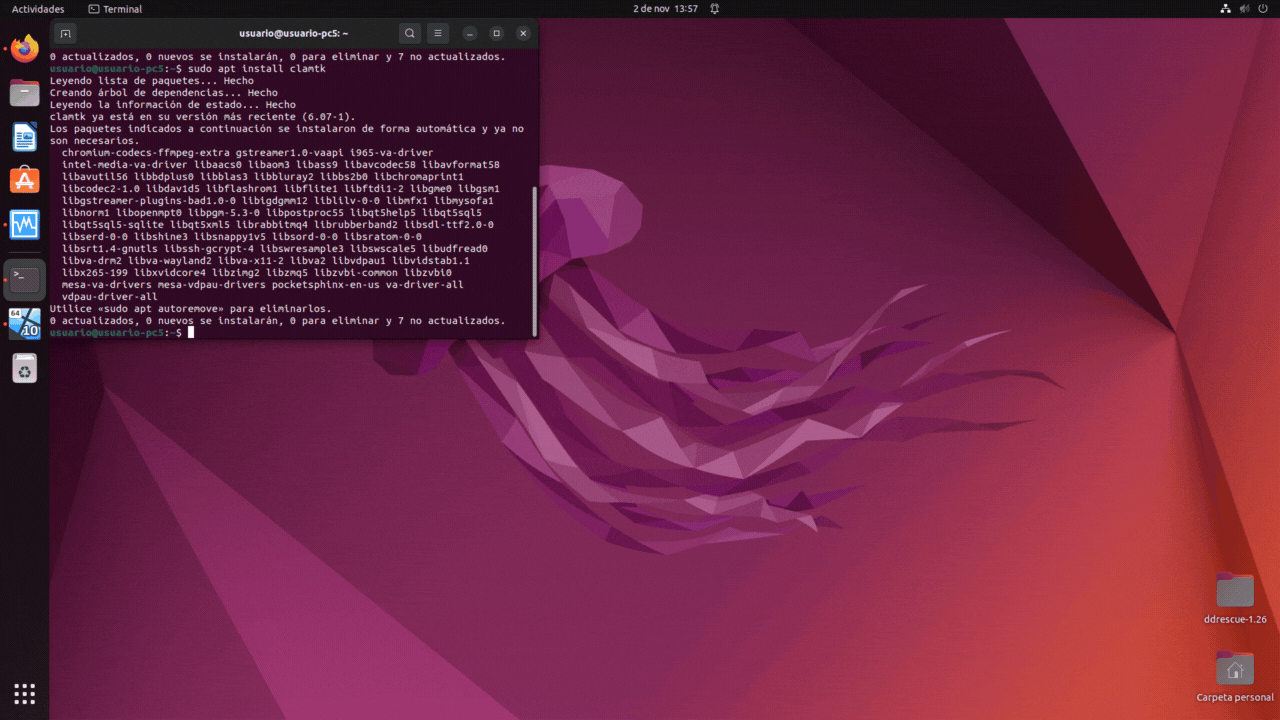 Actividades
Terminal
2 de nov 13:57
usuario@usuario-pc5: ~
0 actualizados, 0 nuevos se instalarán, 0 para eliminar y 7 no actualizados.
usuario@usuario-pc5:~$ sudo apt install clamtk
Leyendo lista de paquetes... Hecho
Creando árbol de dependencias... Hecho
Leyendo la información de estado... Hecho
clamtk ya está en su versión más reciente (6.07-1).
Los paquetes indicados a continuación se instalaron de forma automática y ya no
son necesarios.
chromium-codecs-ffmpeg-extra gstreamer1.0-vaapi i965-va-driver
intel-media-va-driver libaacs0 libaom3 libass9 libavcodec58 libavformat58
libavutil56 libbdplus0 libblas3 libbluray2 libbs2b0 libchromaprint1
libcodec2-1.0 libdav1d5 libflashrom1 libflite1 libftdi1-2 libgme0 libgsm1
libgstreamer-plugins-bad1.0-0 libigdgmm12 liblilv-0-0 libmfx1 libmysofa1
libnorm1 libopenmpt0 libpgm-5.3-0 libpostproc55 libqt5help5 libqt5sql5
libqt5sql5-sqlite libqt5xml5 librabbitmq4 librubberband2 libsdl-ttf2.0-0
libserd-0-0 libshine3 libsnappy1v5 libsord-0-0 libsratom-0-0
libsrt1.4-gnutls libssh-gcrypt-4 libswresample3 libswscale5 libudfread0
libva-drm2 libva-wayland2 libva-x11-2 libva2 libvdpau1 libvidstab1.1
libx265-199 libxvidcore4 libzimg2 libzmq5 libzvbi-common libzvbi0
mesa-va-drivers mesa-vdpau-drivers pocketsphinx-en-us va-driver-all
vdpau-driver-all
Utilice «sudo apt autoremove» para eliminarlos.
0 actualizados, 0 nuevos se instalarán, 0 para eliminar y 7 no actualizados.
usuario@usuario-pc5:~$
64
10
ddrescue-1.26
Carpeta personal